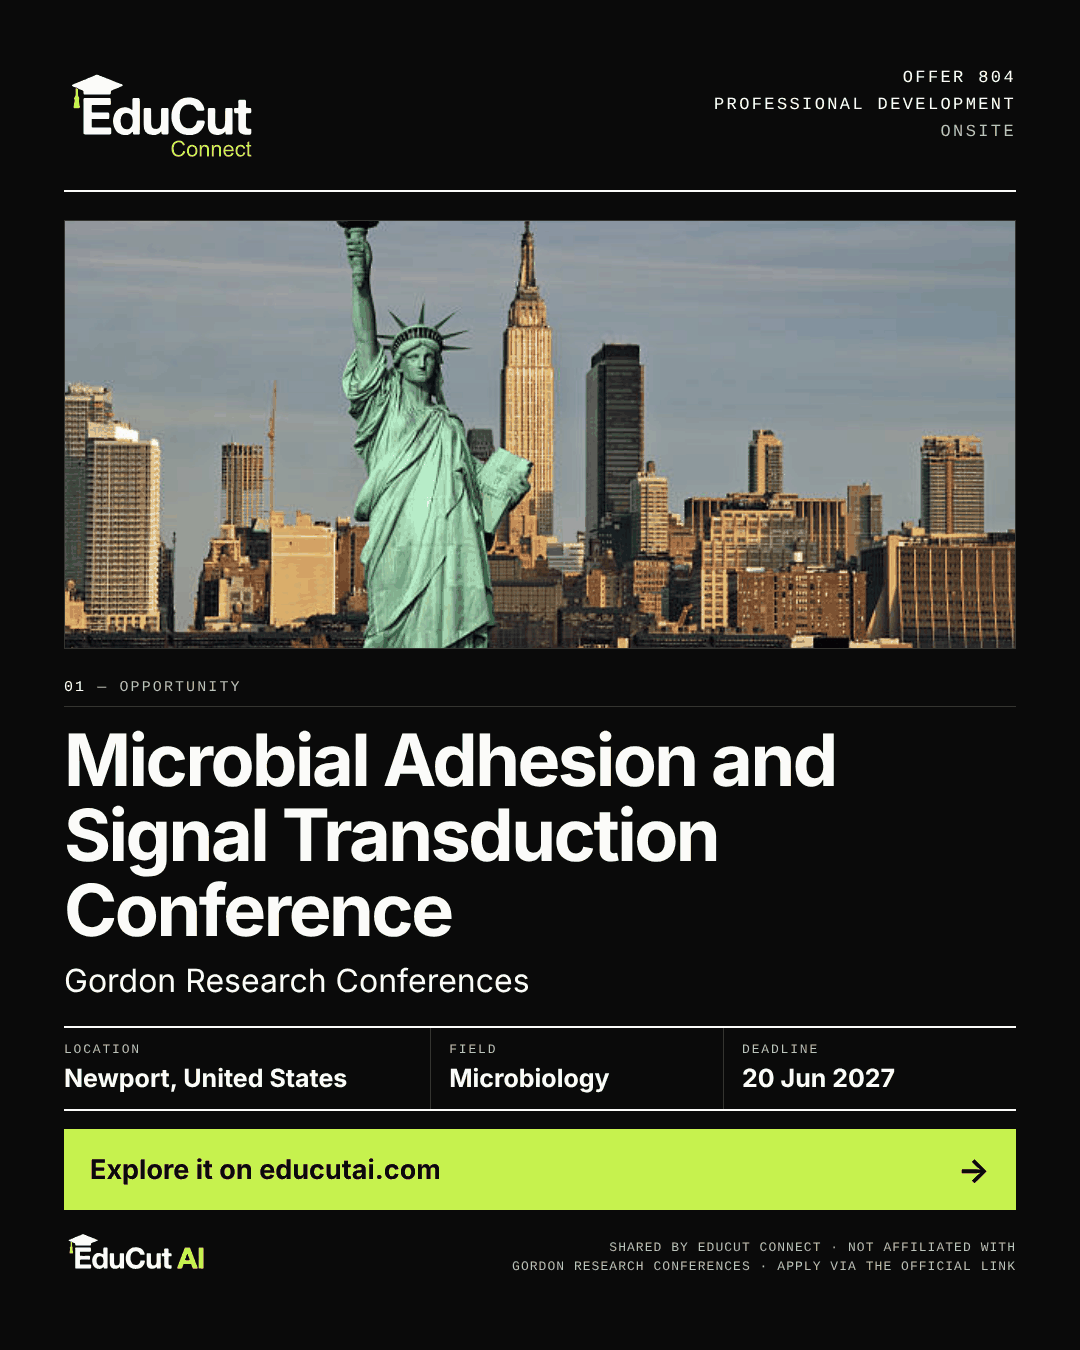 EduCut
Connect
OFFER 804
PROFESSIONAL DEVELOPMENT
ONSITE
01 — OPPORTUNITY
Microbial Adhesion and
Signal Transduction
Conference
Gordon Research Conferences
LOCATION
Newport, United States
FIELD
Microbiology
DEADLINE
20 Jun 2027
Explore it on educutai.com →
EduCut AI
SHARED BY EDUCUT CONNECT · NOT AFFILIATED WITH
GORDON RESEARCH CONFERENCES · APPLY VIA THE OFFICIAL LINK